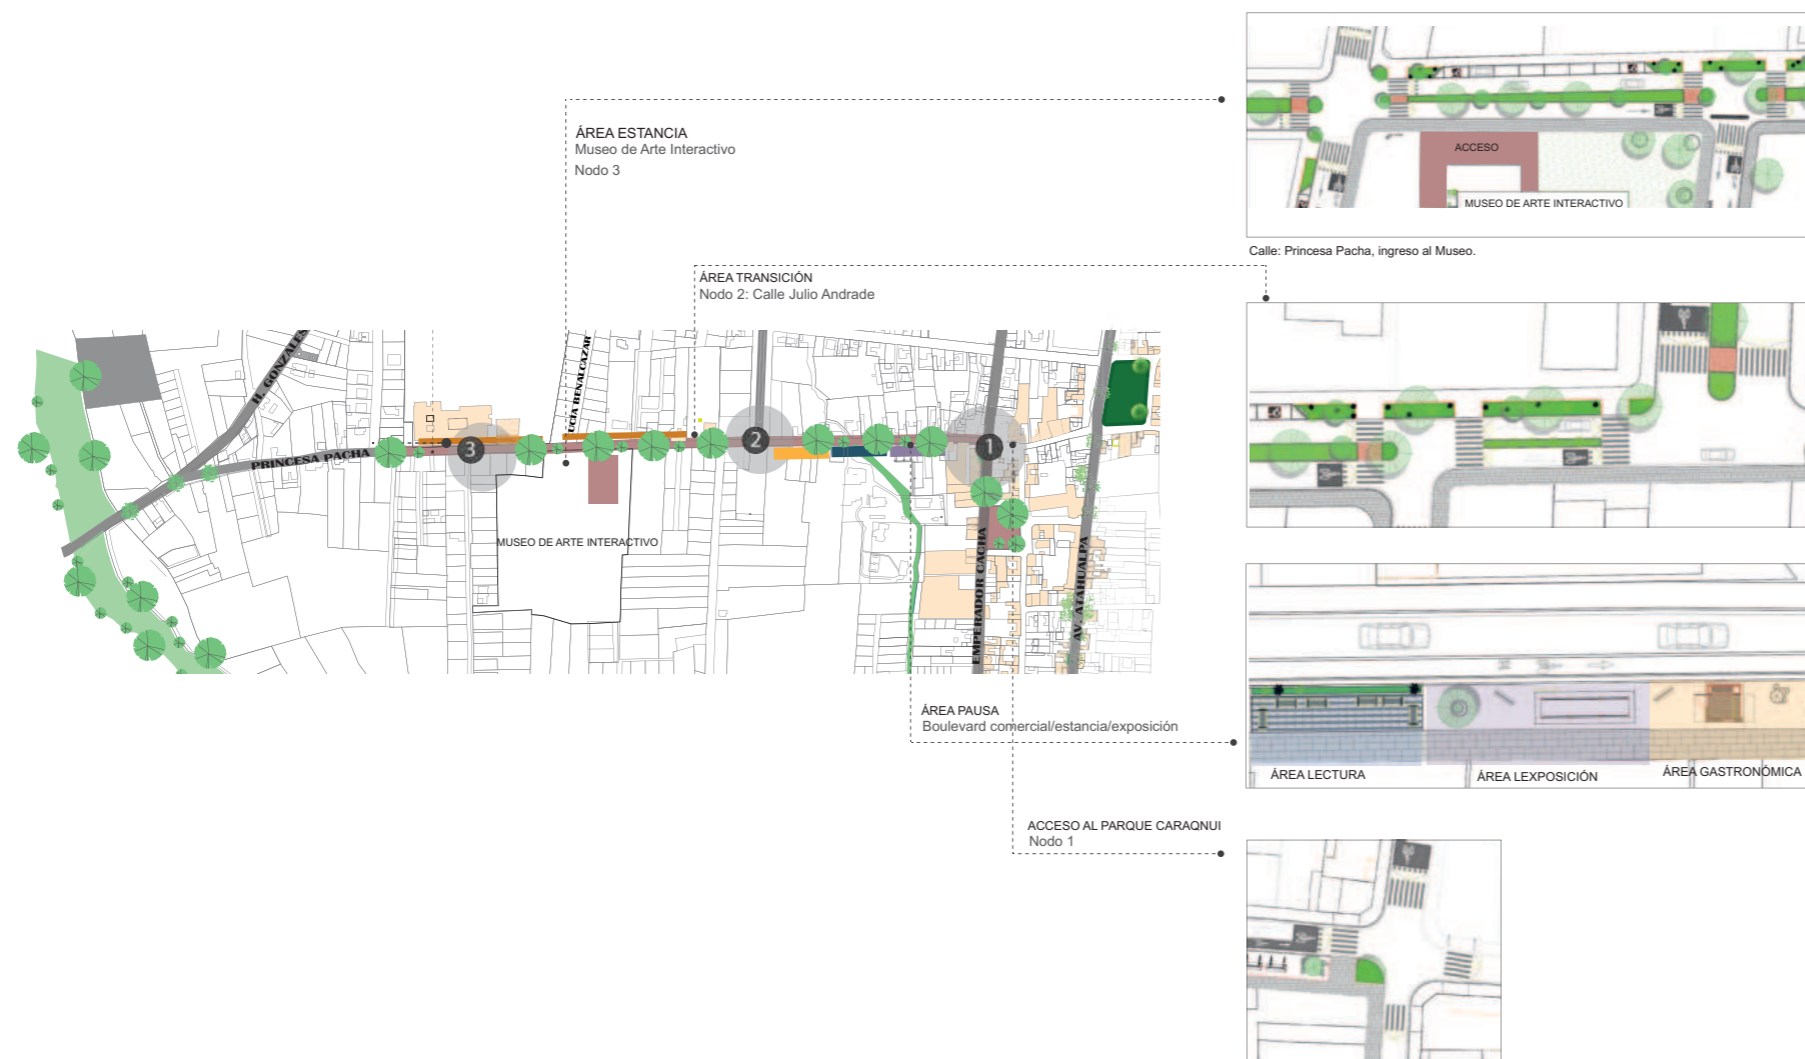 ÁREA ESTANCIA
Museo de Arte Interactivo
Nodo 3
ACCESO
MUSEO DE ARTE INTERACTIVO
Calle: Princesa Pacha, ingreso al Museo.
ÁREA TRANSICIÓN
Nodo 2: Calle Julio Andrade
H. GONZALES
UCÍA BENALCAZAR
PRINCESA PACHA
3
2
1
MUSEO DE ARTE INTERACTIVO
EMPERADOR CACHA
AV. ATAHUALPA
ÁREA PAUSA
Boulevard comercial/estancia/exposición
ÁREA LECTURA
ÁREA LEXPOSICIÓN
ÁREA GASTRONÓMICA
ACCESO AL PARQUE CARAQNUI
Nodo 1